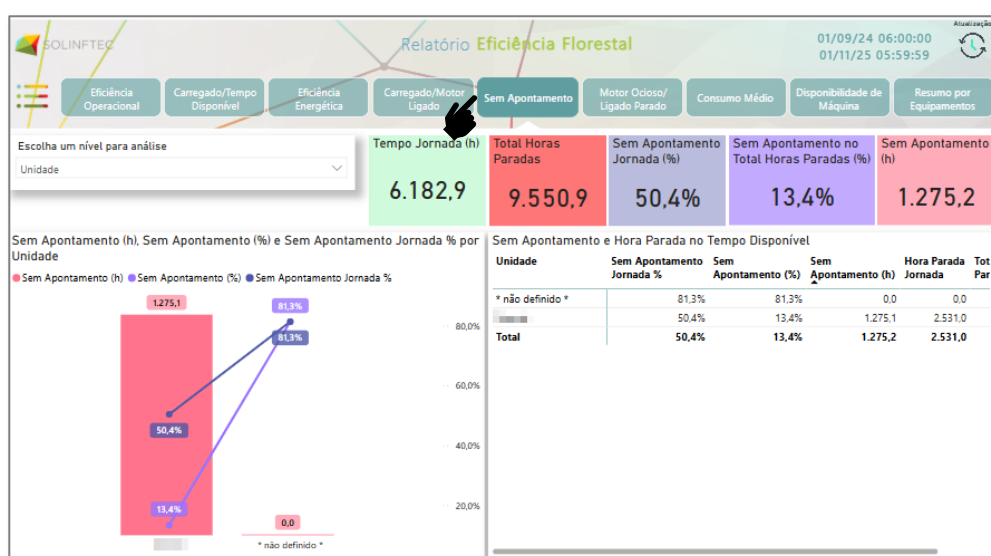 Atualização
SOLINFTEC
Relatório Eficiência Florestal
01/09/24 06:00:00
01/11/25 05:59:59
Eficiência
Operacional
Carregado/Tempo
Disponível
Eficiência
Energética
Carregado/Motor
Ligado
Sem Apontamento
Motor Ocioso/
Ligado Parado
Consumo Médio
Disponibilidade de
Máquina
Resumo por
Equipamentos
Escolha um nível para análise
Unidade
Tempo Jornada (h)
6.182,9
Total Horas
Paradas
9.550,9
Sem Apontamento
Jornada (%)
50,4%
Sem Apontamento no
Total Horas Paradas (%)
13,4%
Sem Apontamento
(h)
1.275,2
Sem Apontamento (h), Sem Apontamento (%) e Sem Apontamento Jornada % por
Unidade
Sem Apontamento (h) Sem Apontamento (%) Sem Apontamento Jornada %
1.275,1
81,3%
81,3%
80,0%
60,0%
50,4%
40,0%
13,4%
20,0%
0,0
* não definido *
Sem Apontamento e Hora Parada no Tempo Disponível
Unidade Sem Apontamento Sem Sem Hora Parada Tot
Jornada % Apontamento (%) Apontamento (h) Jornada Par
* não definido * 81,3% 81,3% 0,0 0,0
50,4% 13,4% 1.275,1 2.531,0
Total 50,4% 13,4% 1.275,2 2.531,0